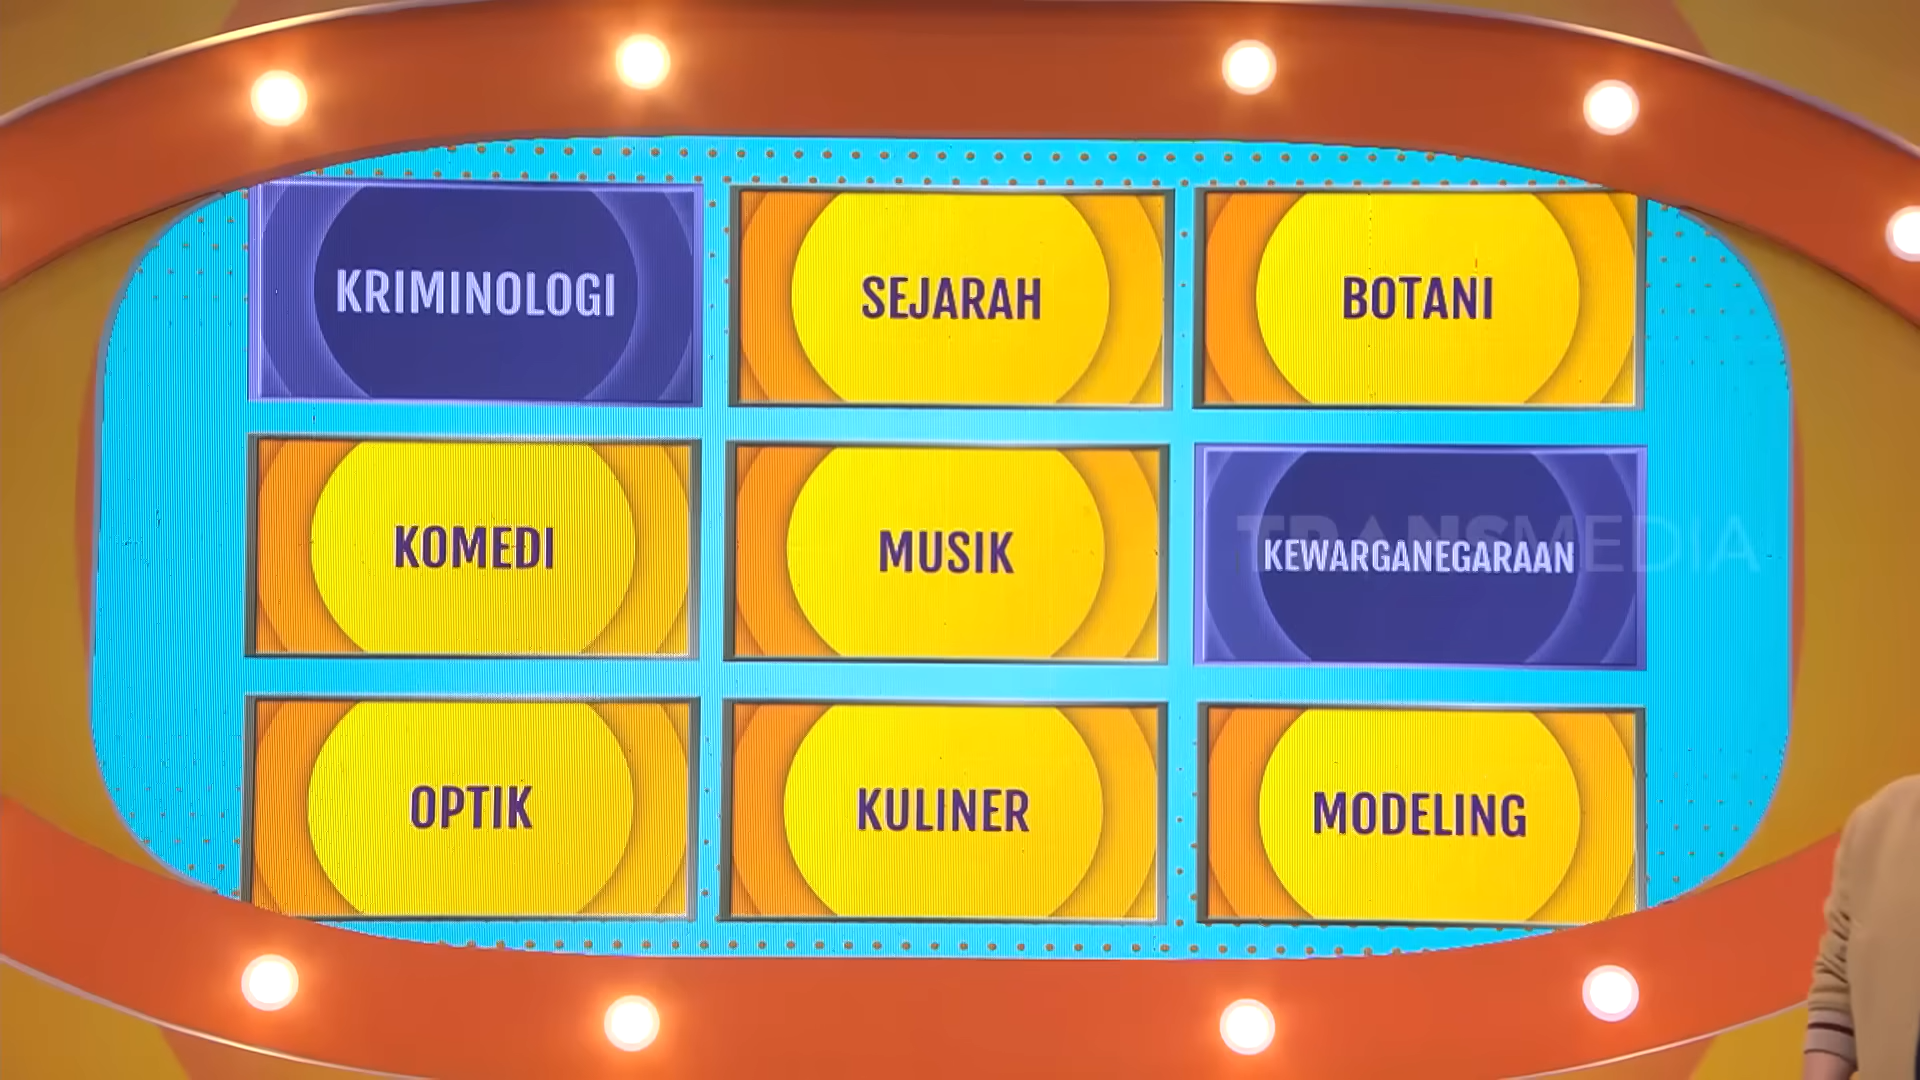 KRIMINOLOGI
SEJARAH
BOTANI
KOMEDI
MUSIK
KEWARGANEGARAAN
TRANSMEDIA
OPTIK
KULINER
MODELING